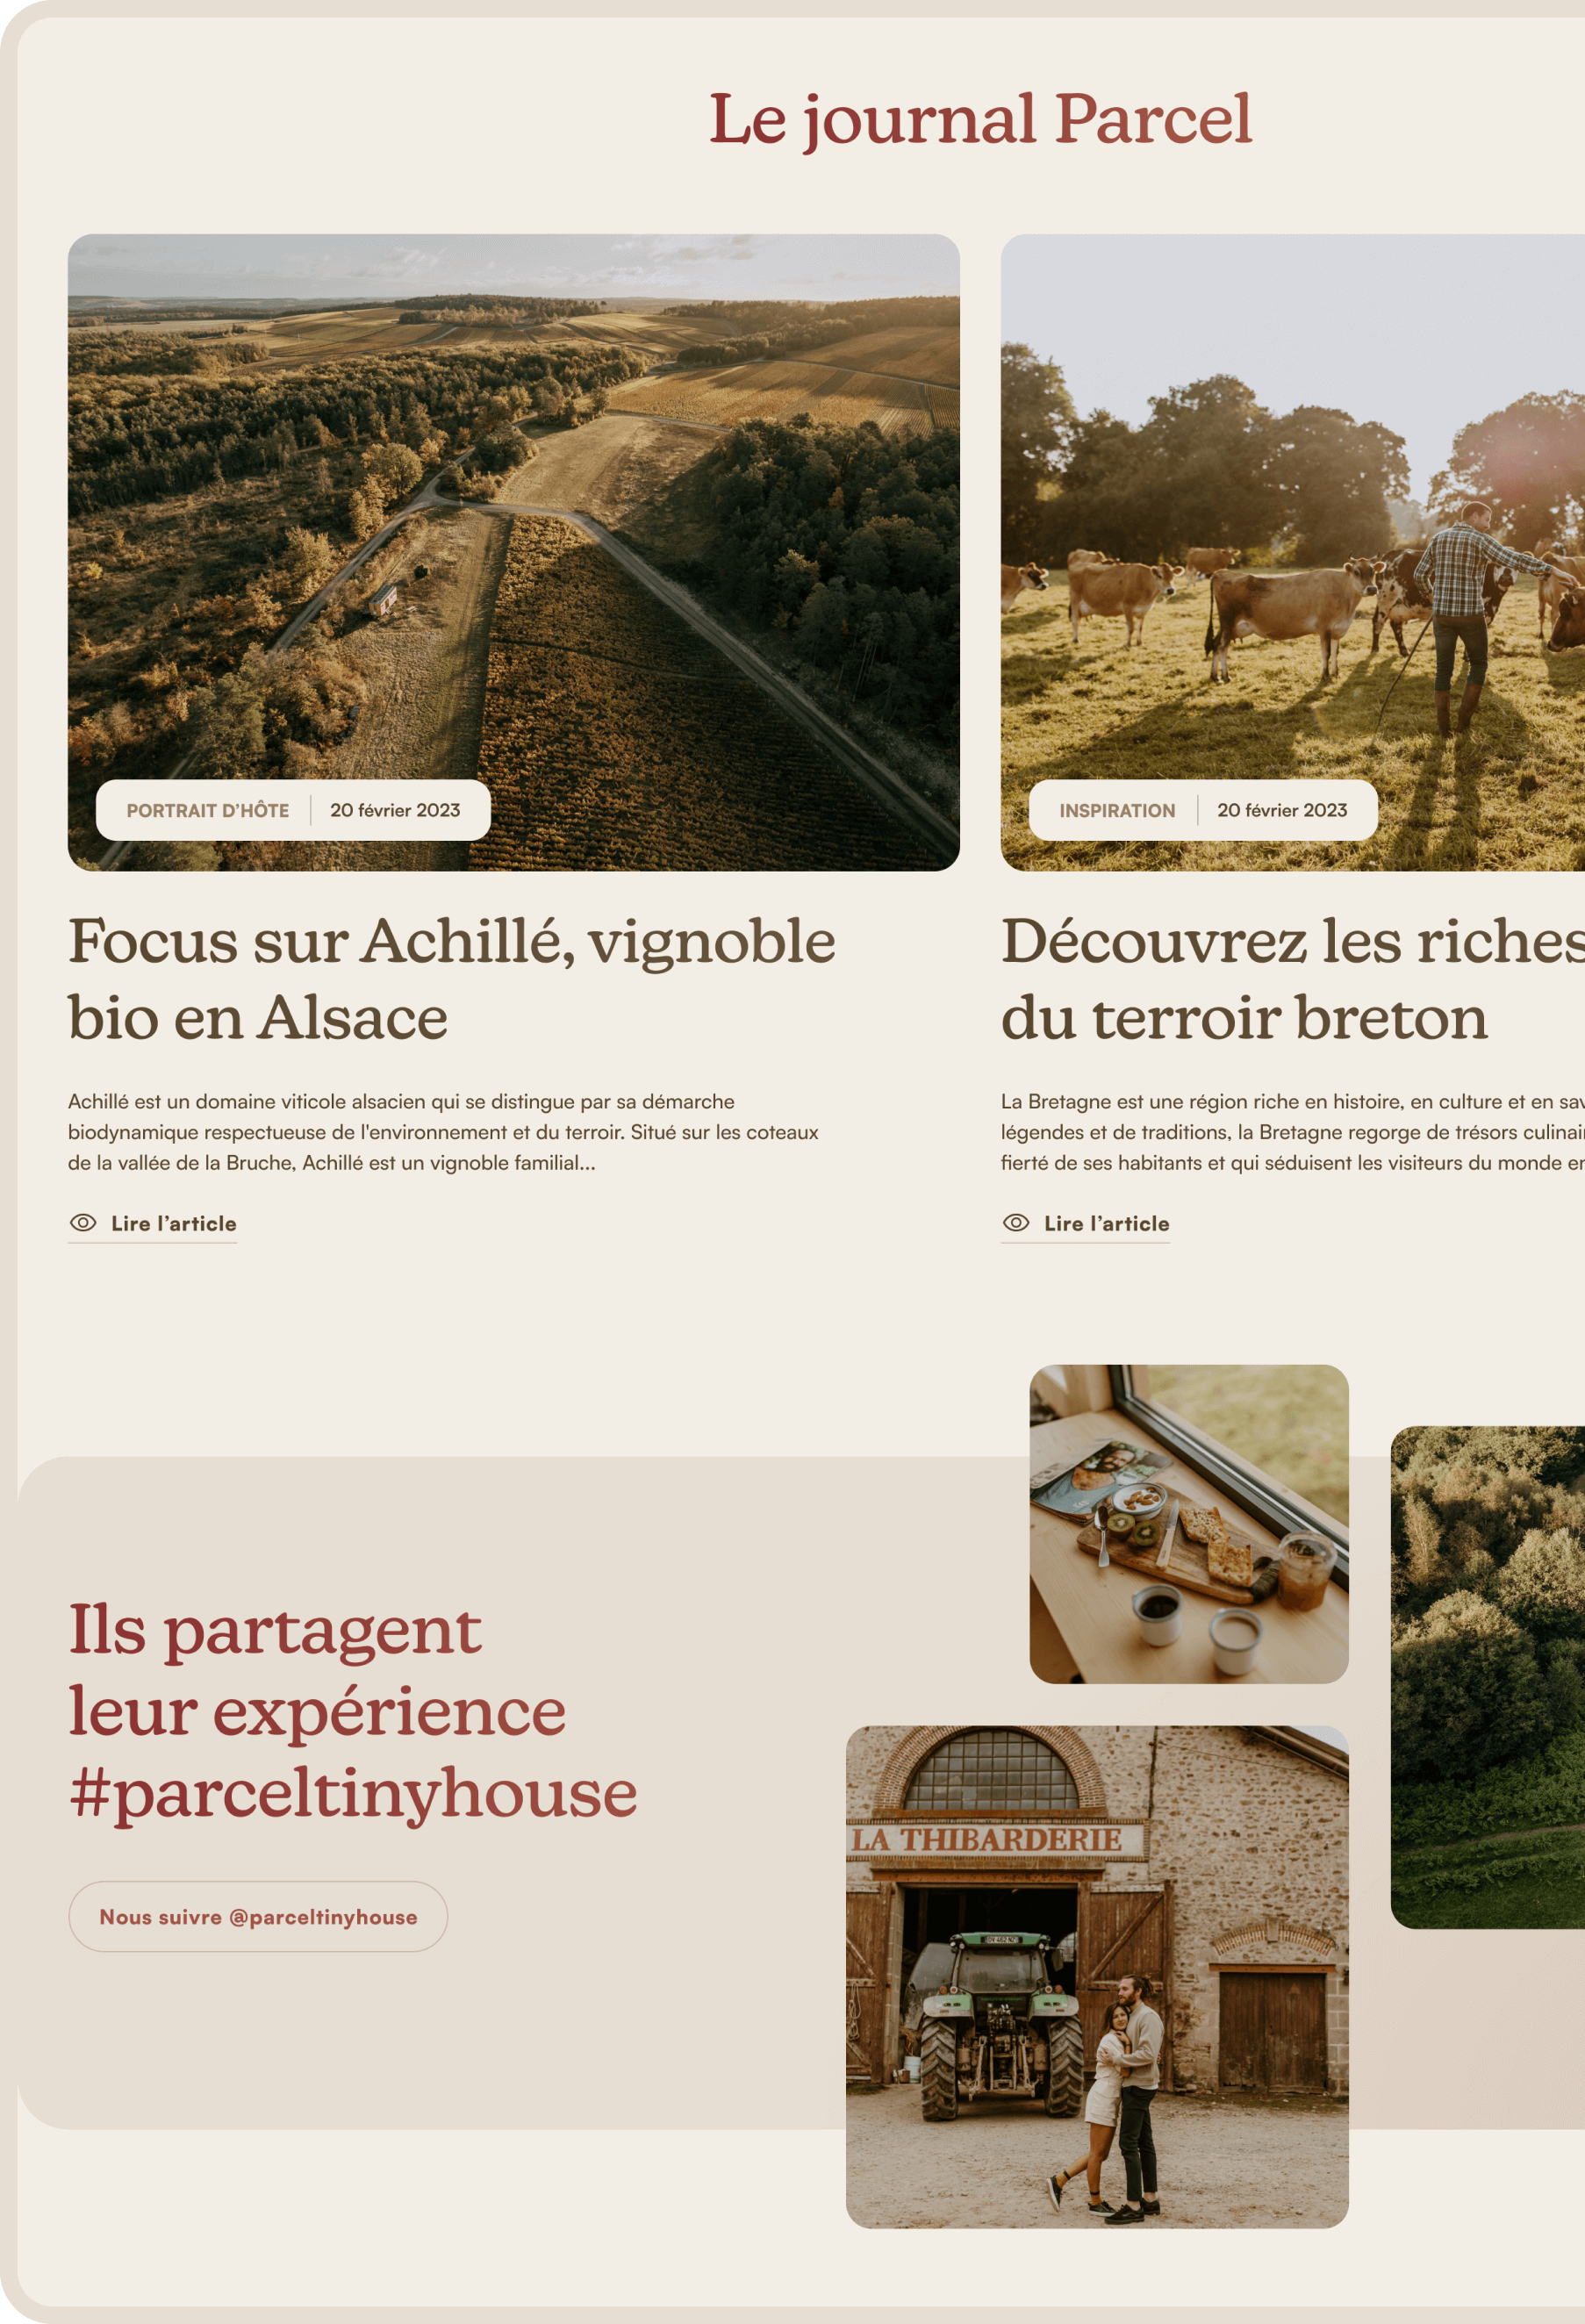 Le journal Parcel
PORTRAIT D’HÔTE
20 février 2023
Focus sur Achillé, vignoble
bio en Alsace
Achillé est un domaine viticole alsacien qui se distingue par sa démarche
biodynamique respectueuse de l'environnement et du terroir. Situé sur les coteaux
de la vallée de la Bruche, Achillé est un vignoble familial...
Lire l’article
INSPIRATION
20 février 2023
Découvrez les riches
du terroir breton
La Bretagne est une région riche en histoire, en culture et en sav
légendes et de traditions, la Bretagne regorge de trésors culinair
fierté de ses habitants et qui séduisent les visiteurs du monde en
Lire l’article
Ils partagent
leur expérience
#parceltinyhouse
Nous suivre @parceltinyhouse
LA THIBARDERIE